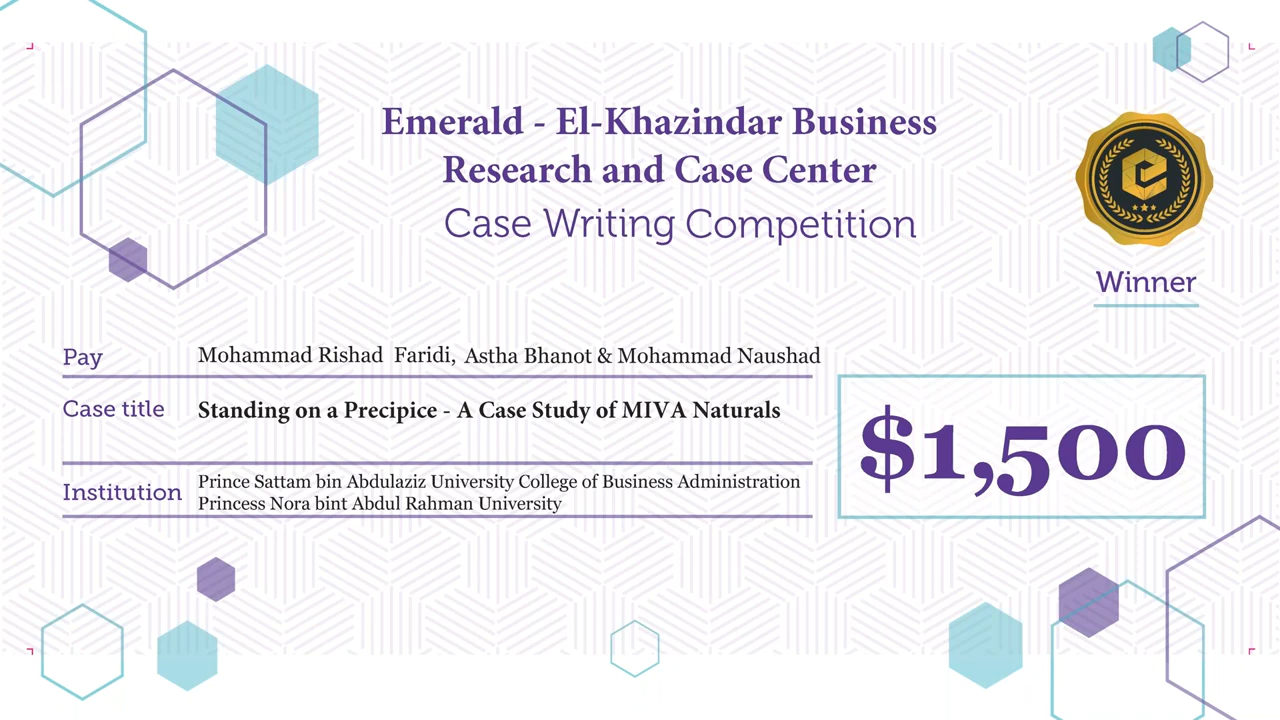 Emerald - El-Khazindar Business
Research and Case Center
Case Writing Competition
Winner
Pay Mohammad Rishad Faridi, Astha Bhanot & Mohammad Naushad
Case title Standing on a Precipice - A Case Study of MIVA Naturals
$1,500
Institution Prince Sattam bin Abdulaziz University College of Business Administration
Princess Nora bint Abdul Rahman University